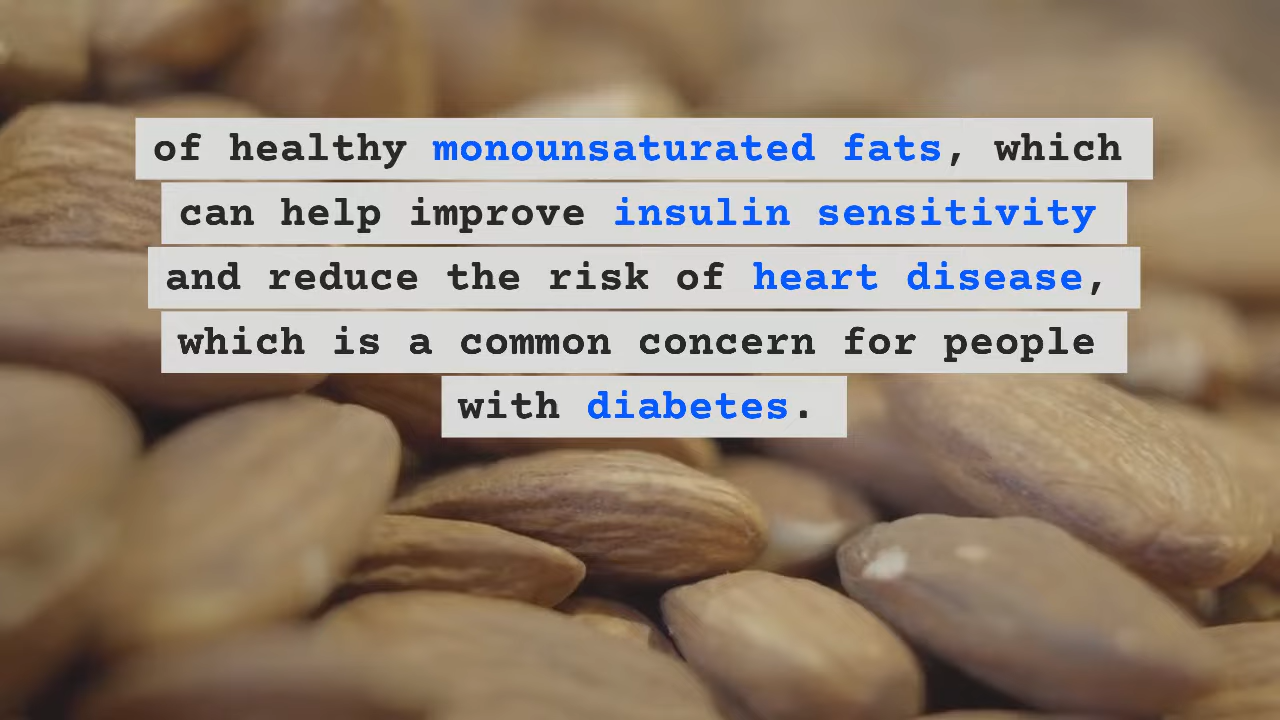 of healthy monounsaturated fats, which
can help improve insulin sensitivity
and reduce the risk of heart disease,
which is a common concern for people
with diabetes.